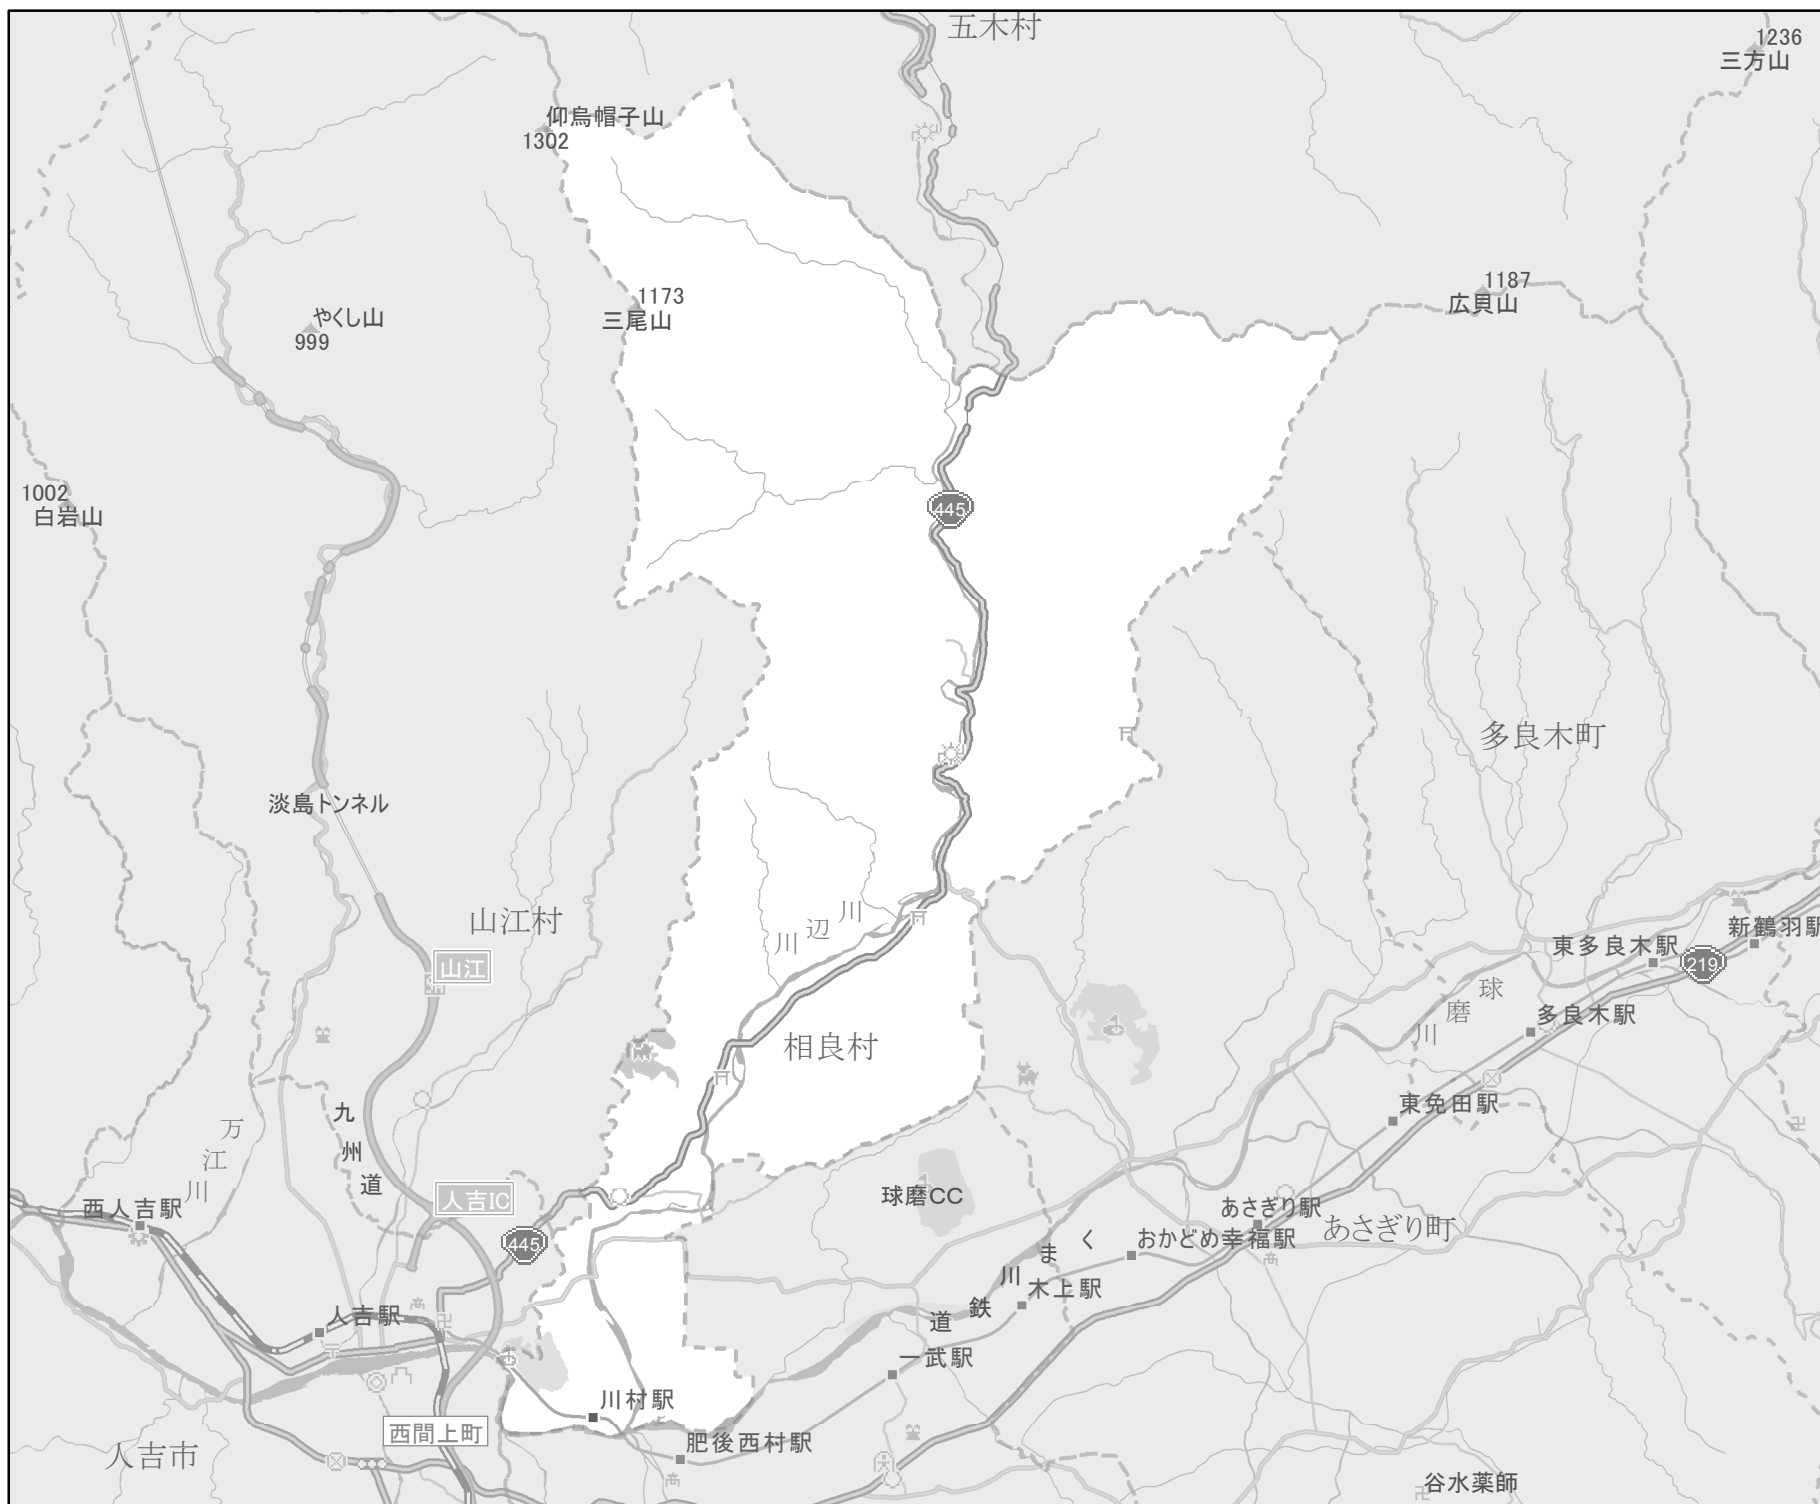 五木村
1236
三方山
仰烏帽子山
1302
1187
広貝山
1173
三尾山
やくし山
999
1002
白岩山
445
多良木町
淡島トンネル
山江村
川辺川
山江
新鶴羽駅
東多良木駅
219
球磨川
多良木駅
相良村
東免田駅
九州道
万江川
球磨CC
人吉IC
西人吉駅
あさぎり駅
あさぎり町
おかどめ幸福駅
445
くま川鉄道
木上駅
人吉駅
一武駅
川村駅
西間上町
肥後西村駅
人吉市
谷水薬師